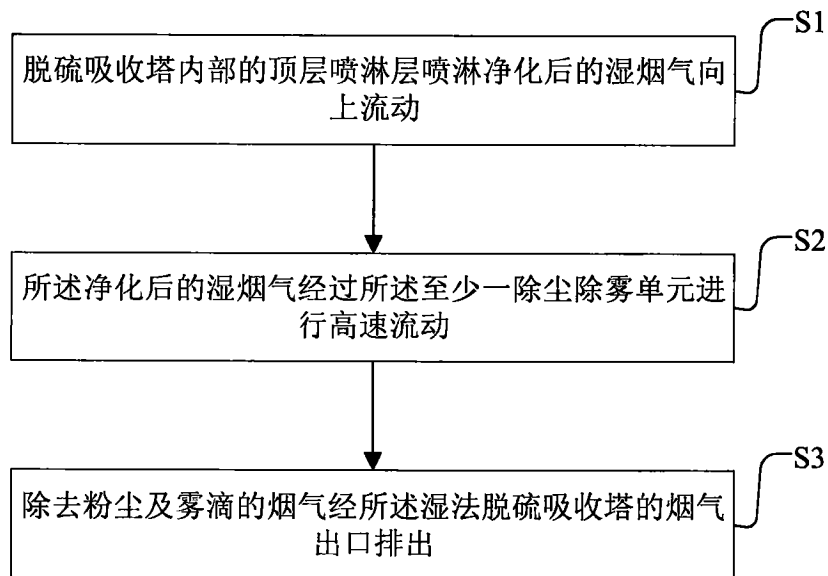 S1
脱硫吸收塔内部的顶层喷淋层喷淋净化后的湿烟气向
上流动
S2
所述净化后的湿烟气经过所述至少一除尘除雾单元进
行高速流动
S3
除去粉尘及雾滴的烟气经所述湿法脱硫吸收塔的烟气
出口排出